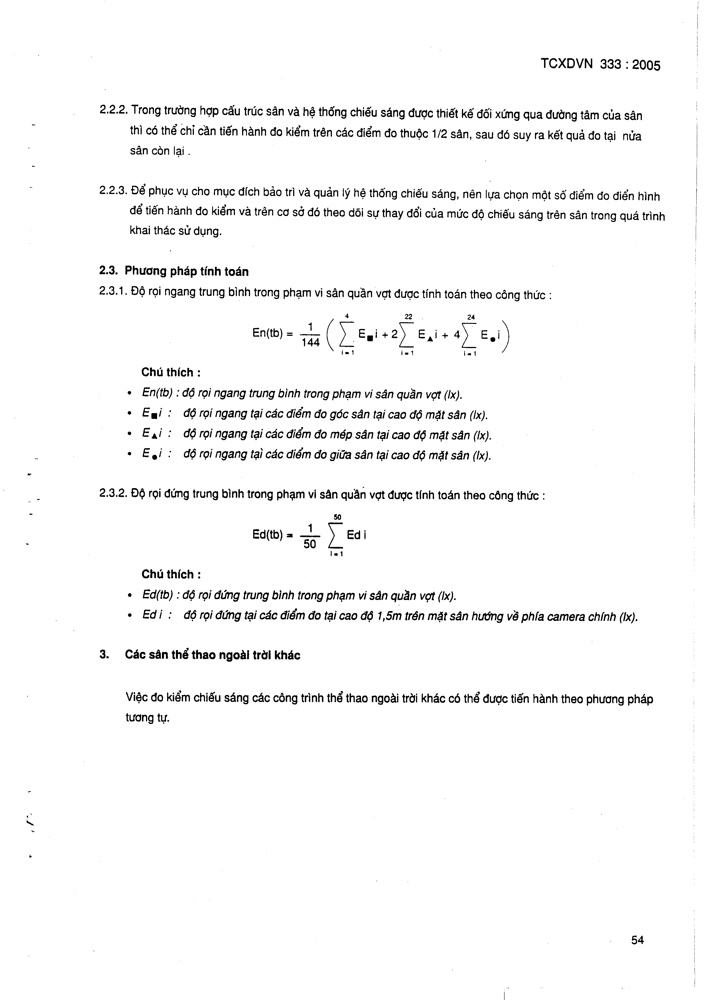 TCXDVN 333 : 2005
2.2.2. Trong trường hợp cấu trúc sân và hệ thống chiếu sáng được thiết kế đối xứng qua đường tâm của sân
thì có thể chỉ cần tiến hành đo kiểm trên các điểm đo thuộc 1/2 sân, sau đó suy ra kết quả đo tại nửa
sân còn lại .
2.2.3. Để phục vụ cho mục đích bảo trì và quản lý hệ thống chiếu sáng, nên lựa chọn một số điểm đo điển hình
để tiến hành đo kiểm và trên cơ sở đó theo dõi sự thay đổi của mức độ chiếu sáng trên sân trong quá trình
khai thác sử dụng.
2.3. Phương pháp tính toán
2.3.1. Độ rọi ngang trung bình trong phạm vi sân quần vợt được tính toán theo công thức :
4 22 24
En(tb) = 1/144 ( ∑ E■i + 2∑ E▲i + 4∑ E●i )
i = 1 i = 1 i = 1
Chú thích :
• En(tb) : độ rọi ngang trung bình trong phạm vi sân quần vợt (lx).
• E■i : độ rọi ngang tại các điểm đo góc sân tại cao độ mặt sân (lx).
• E▲i : độ rọi ngang tại các điểm đo mép sân tại cao độ mặt sân (lx).
• E●i : độ rọi ngang tại các điểm đo giữa sân tại cao độ mặt sân (lx).
2.3.2. Độ rọi đứng trung bình trong phạm vi sân quần vợt được tính toán theo công thức :
50
Ed(tb) = 1/50 ∑ Ed i
i = 1
Chú thích :
• Ed(tb) : độ rọi đứng trung bình trong phạm vi sân quần vợt (lx).
• Ed i : độ rọi đứng tại các điểm đo tại cao độ 1,5m trên mặt sân hướng về phía camera chính (lx).
3. Các sân thể thao ngoài trời khác
Việc đo kiểm chiếu sáng các công trình thể thao ngoài trời khác có thể được tiến hành theo phương pháp
tương tự.
54